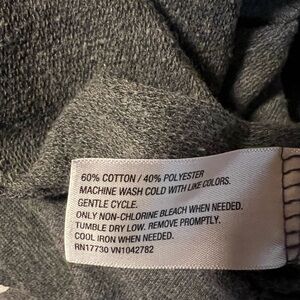 60% COTTON / 40% POLYESTER
MACHINE WASH COLD WITH LIKE COLORS.
GENTLE CYCLE.
ONLY NON-CHLORINE BLEACH WHEN NEEDED.
TUMBLE DRY LOW. REMOVE PROMPTLY.
COOL IRON WHEN NEEDED.
RN17730 VN1042782